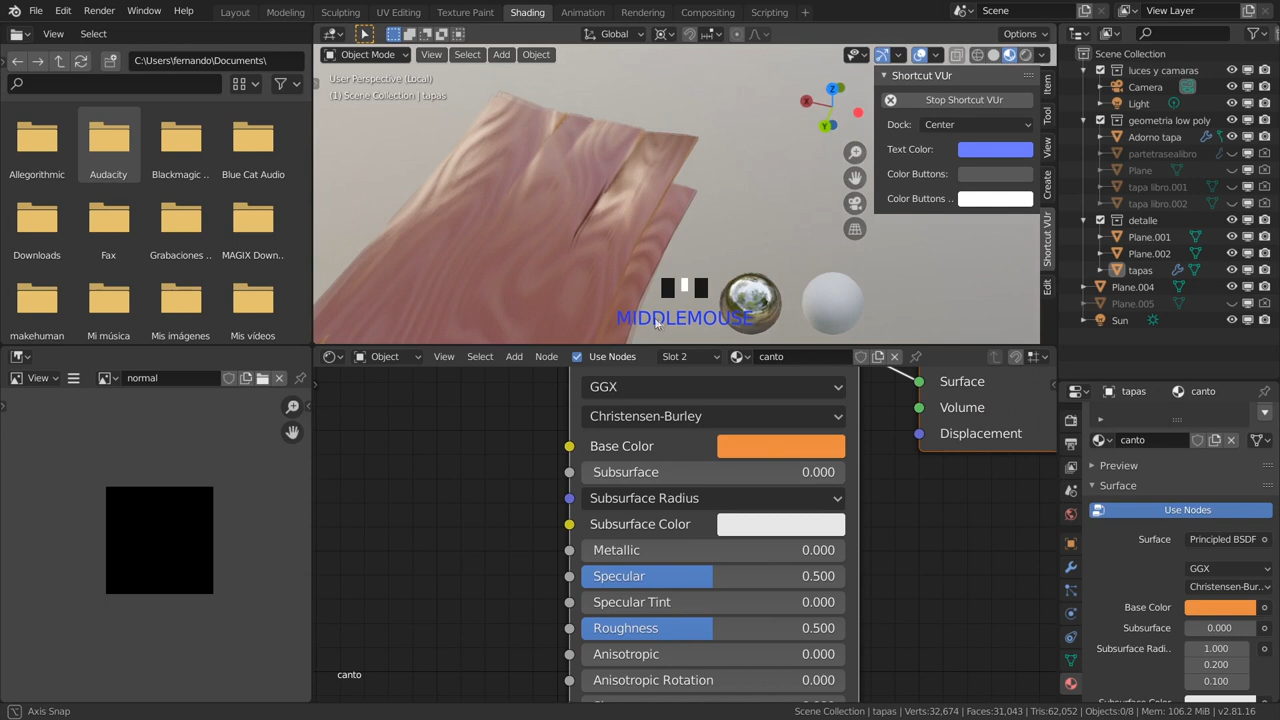 File Edit Render Window Help Layout Modeling Sculpting UV Editing Texture Paint Shading Animation Rendering Compositing Scripting + Scene View Layer
View Select
C:\Users\fernando\Documents\
Allegorithmic Audacity Blackmagic .. Blue Cat Audio
Downloads Fax Grabaciones .. MAGIX Down..
makehuman Mi música Mis imágenes Mis vídeos
Global Options
Object Mode View Select Add Object
User Perspective (Local)
(1) Scene Collection | tapas
Z
X
Y
MIDDLEMOUSE
Shortcut VUr
Stop Shortcut VUr
Dock: Center
Text Color:
Color Buttons:
Color Buttons ..
Item
Tool
View
Create
Shortcut VUr
Edit
Scene Collection
luces y camaras
Camera
Light
geometria low poly
Adorno tapa
partetrasealibro
Plane
tapa libro.001
tapa libro.002
detalle
Plane.001
Plane.002
tapas
Plane.004
Plane.005
Sun
View normal
Object View Select Add Node Use Nodes Slot 2 canto
GGX
Christensen-Burley
Base Color
Subsurface 0.000
Subsurface Radius
Subsurface Color
Metallic 0.000
Specular 0.500
Specular Tint 0.000
Roughness 0.500
Anisotropic 0.000
Anisotropic Rotation 0.000
Surface
Volume
Displacement
canto
tapas canto
canto
Preview
Surface
Use Nodes
Surface Principled BSDF
GGX
Christensen-Bur..
Base Color
Subsurface 0.000
Subsurface Radi.. 1.000
0.200
0.100
Axis Snap
Scene Collection | tapas | Verts:32,674 | Faces:31,043 | Tris:62,052 | Objects:0/8 | Mem: 106.2 MiB | v2.81.16